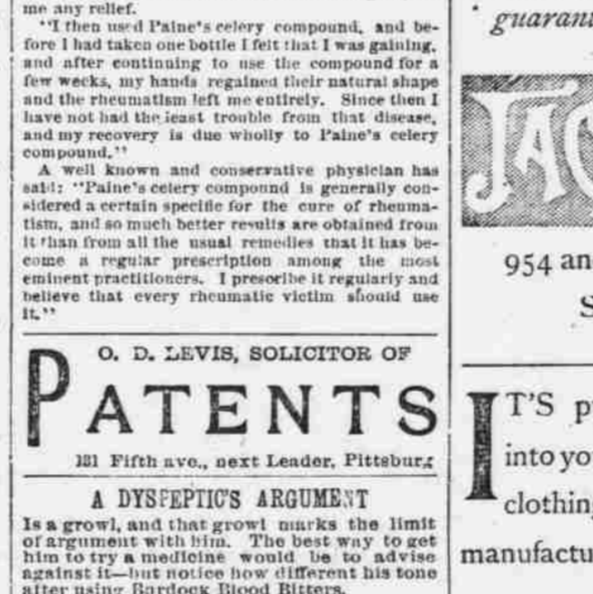 me any relief.
"I then used Paine's celery compound, and be-
fore I had taken one bottle I felt that I was gaining,
and after continuing to use the compound for a
few weeks, my hands regained their natural shape
and the rheumatism left me entirely. Since then I
have not had the least trouble from that disease,
and my recovery is due wholly to Paine's celery
compound."
A well known and conservative physician has
said: "Paine's celery compound is generally con-
sidered a certain specific for the cure of rheuma-
tism, and so much better results are obtained from
it than from all the usual remedies that it has be-
come a regular prescription among the most
eminent practitioners. I prescribe it regularly and
believe that every rheumatic victim should use
it."
O. D. LEVIS, SOLICITOR OF
PATENTS
131 Fifth ave., next Leader, Pittsburg
A DYSPEPTIC'S ARGUMENT
Is a growl, and that growl marks the limit
of argument with him. The best way to get
him to try a medicine would be to advise
against it—but notice how different his tone
after using Burdock Blood Bitters.
guaran
JAC
954 an
S
IT'S p
into yo
clothin
manufactu